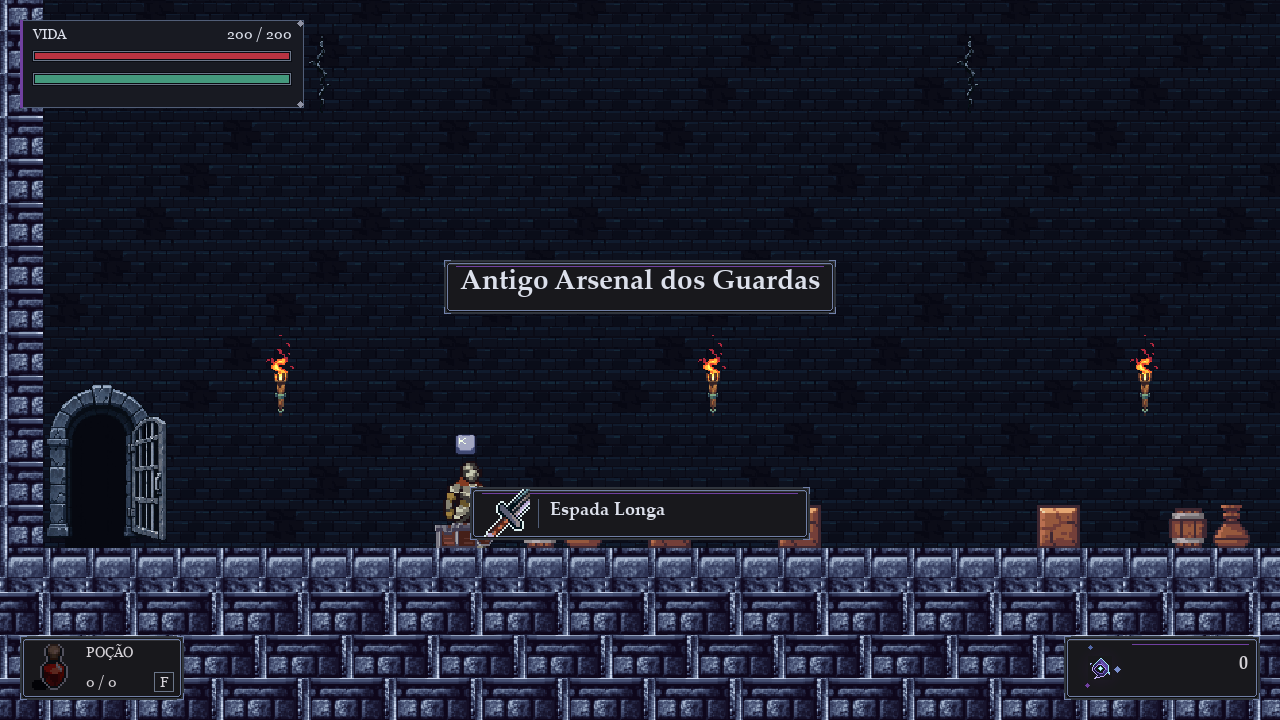 VIDA 200 / 200
Antigo Arsenal dos Guardas
K
Espada Longa
POÇÃO
0 / 0 F
0